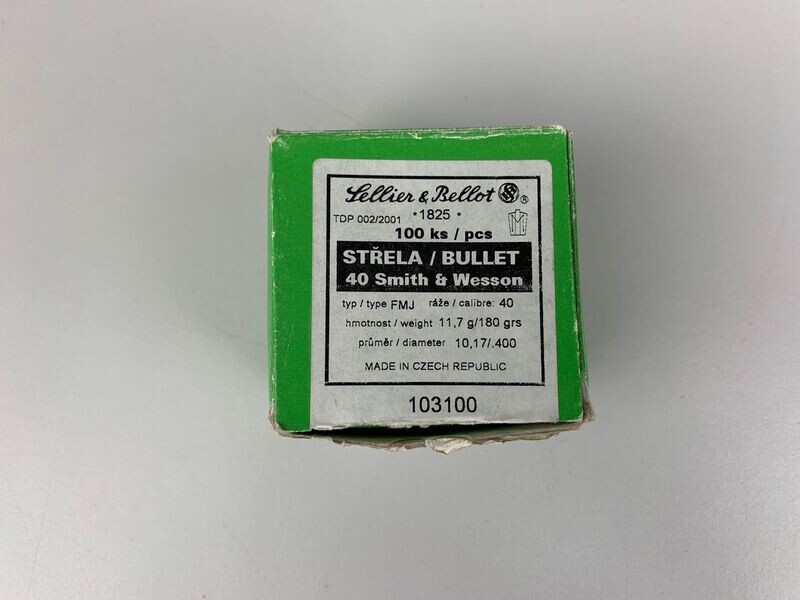 Sellier & Bellot ®
TDP 002/2001 *1825 *
100 ks / pcs
STŘELA / BULLET
40 Smith & Wesson
typ / type FMJ ráže / calibre: 40
hmotnost / weight 11,7 g/180 grs
průměr / diameter 10,17/.400
MADE IN CZECH REPUBLIC
103100